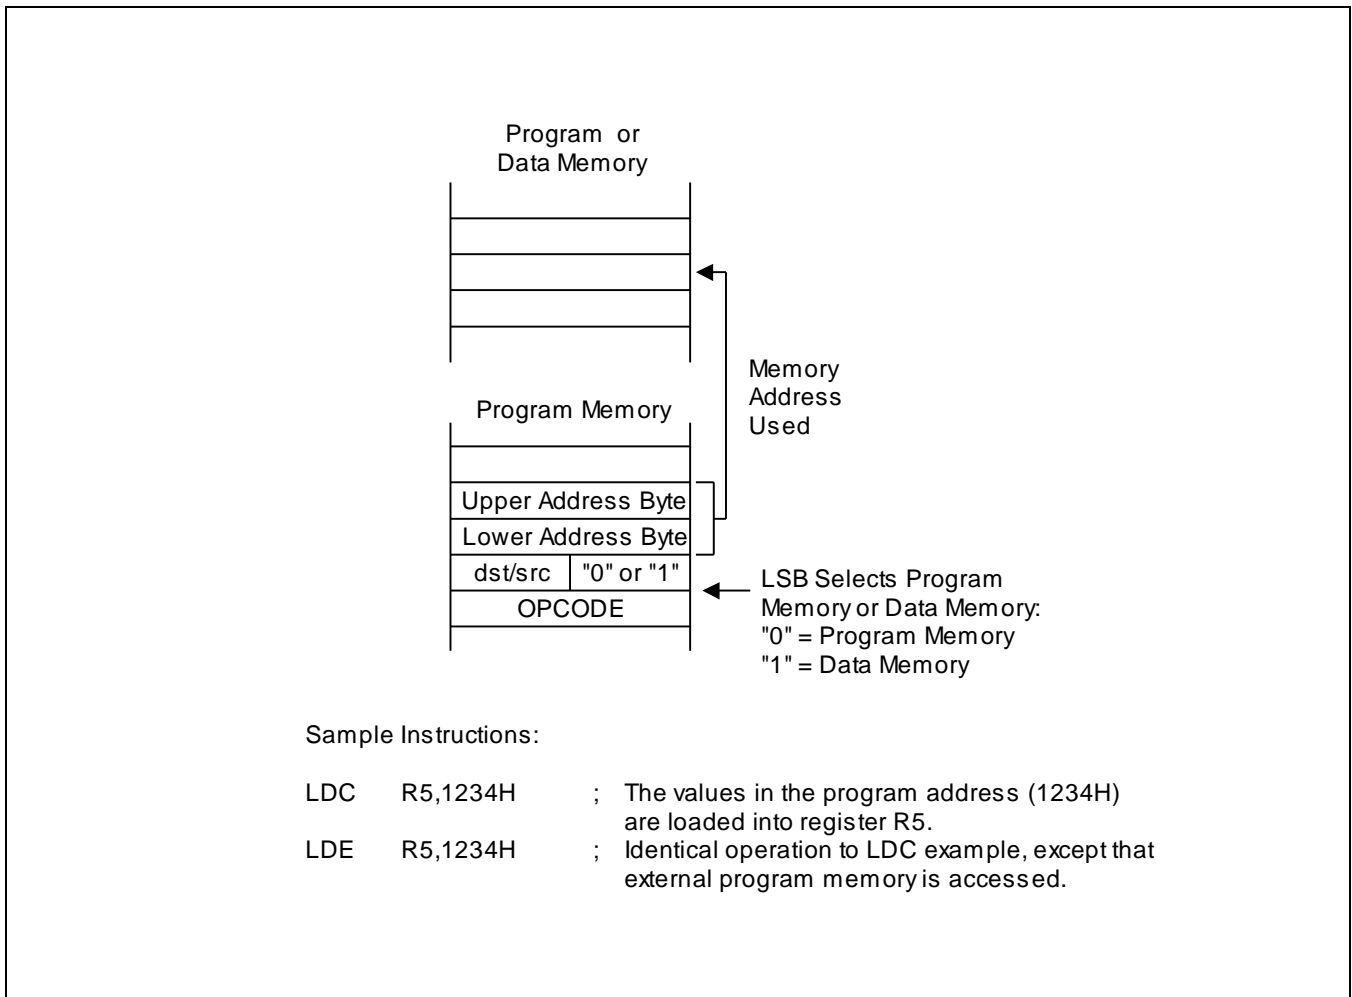 Program or
Data Memory
Memory
Address
Used
Program Memory
Upper Address Byte
Lower Address Byte
dst/src "0" or "1"
OPCODE
LSB Selects Program
Memory or Data Memory:
"0" = Program Memory
"1" = Data Memory
Sample Instructions:
LDC R5,1234H ; The values in the program address (1234H)
are loaded into register R5.
LDE R5,1234H ; Identical operation to LDC example, except that
external program memory is accessed.